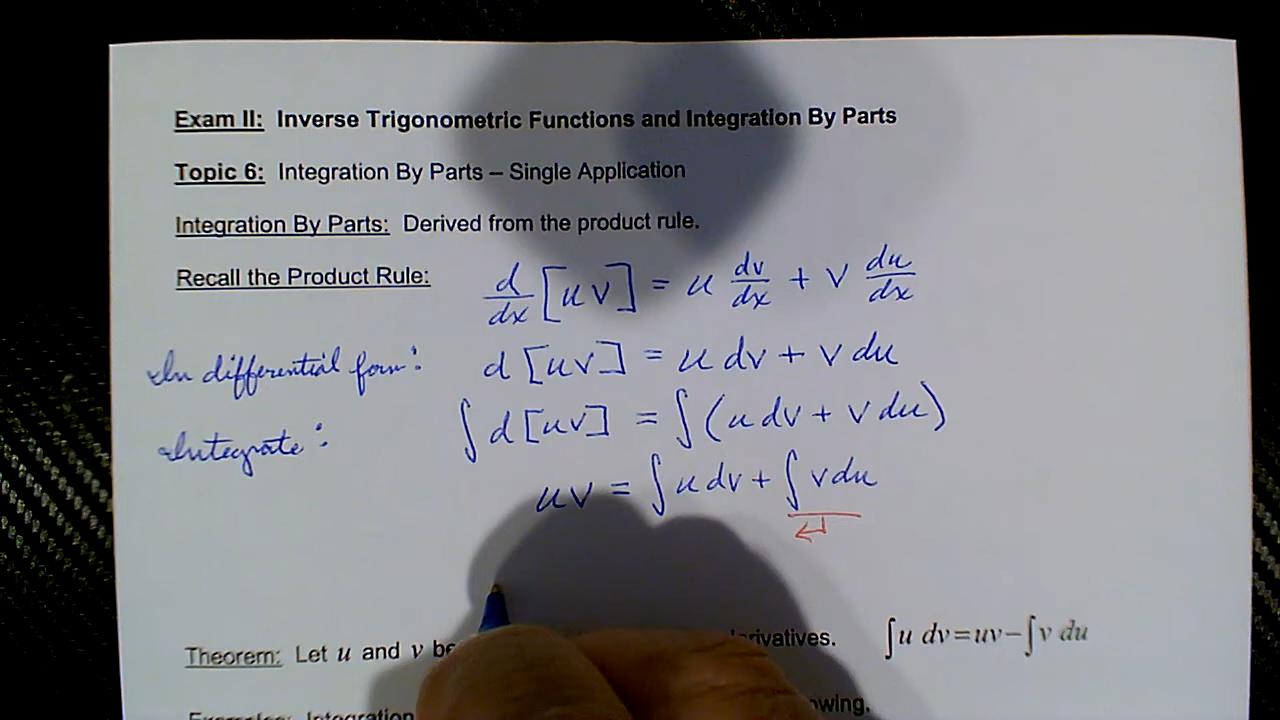 Exam II: Inverse Trigonometric Functions and Integration By Parts
Topic 6: Integration By Parts – Single Application
Integration By Parts: Derived from the product rule.
Recall the Product Rule: d/dx [uv] = u dv/dx + v du/dx
In differential form: d [uv] = u dv + v du
Integrate: ∫ d [uv] = ∫ (u dv + v du)
uv = ∫ u dv + ∫ v du
Theorem: Let u and v be ∫u dv=uv−∫v du